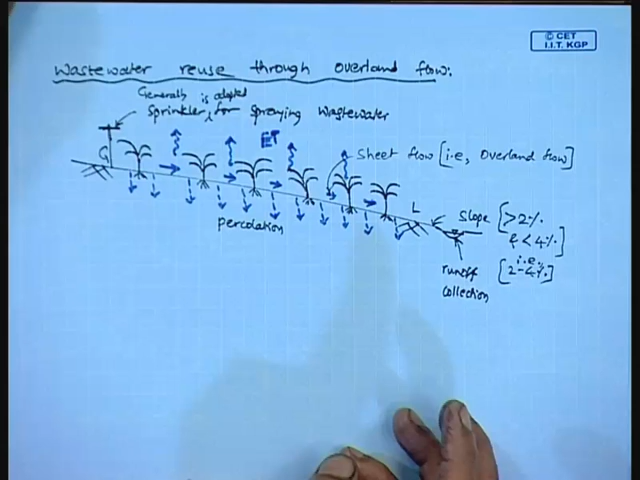 © CET
I.I.T. KGP
Wastewater reuse through overland flow:
Generally is adopted
Sprinkler for spraying wastewater
G
ET
Sheet flow [i.e, Overland flow]
percolation
L
Slope [>2%
& <4%]
i.e.
[2-4%]
runoff
collection